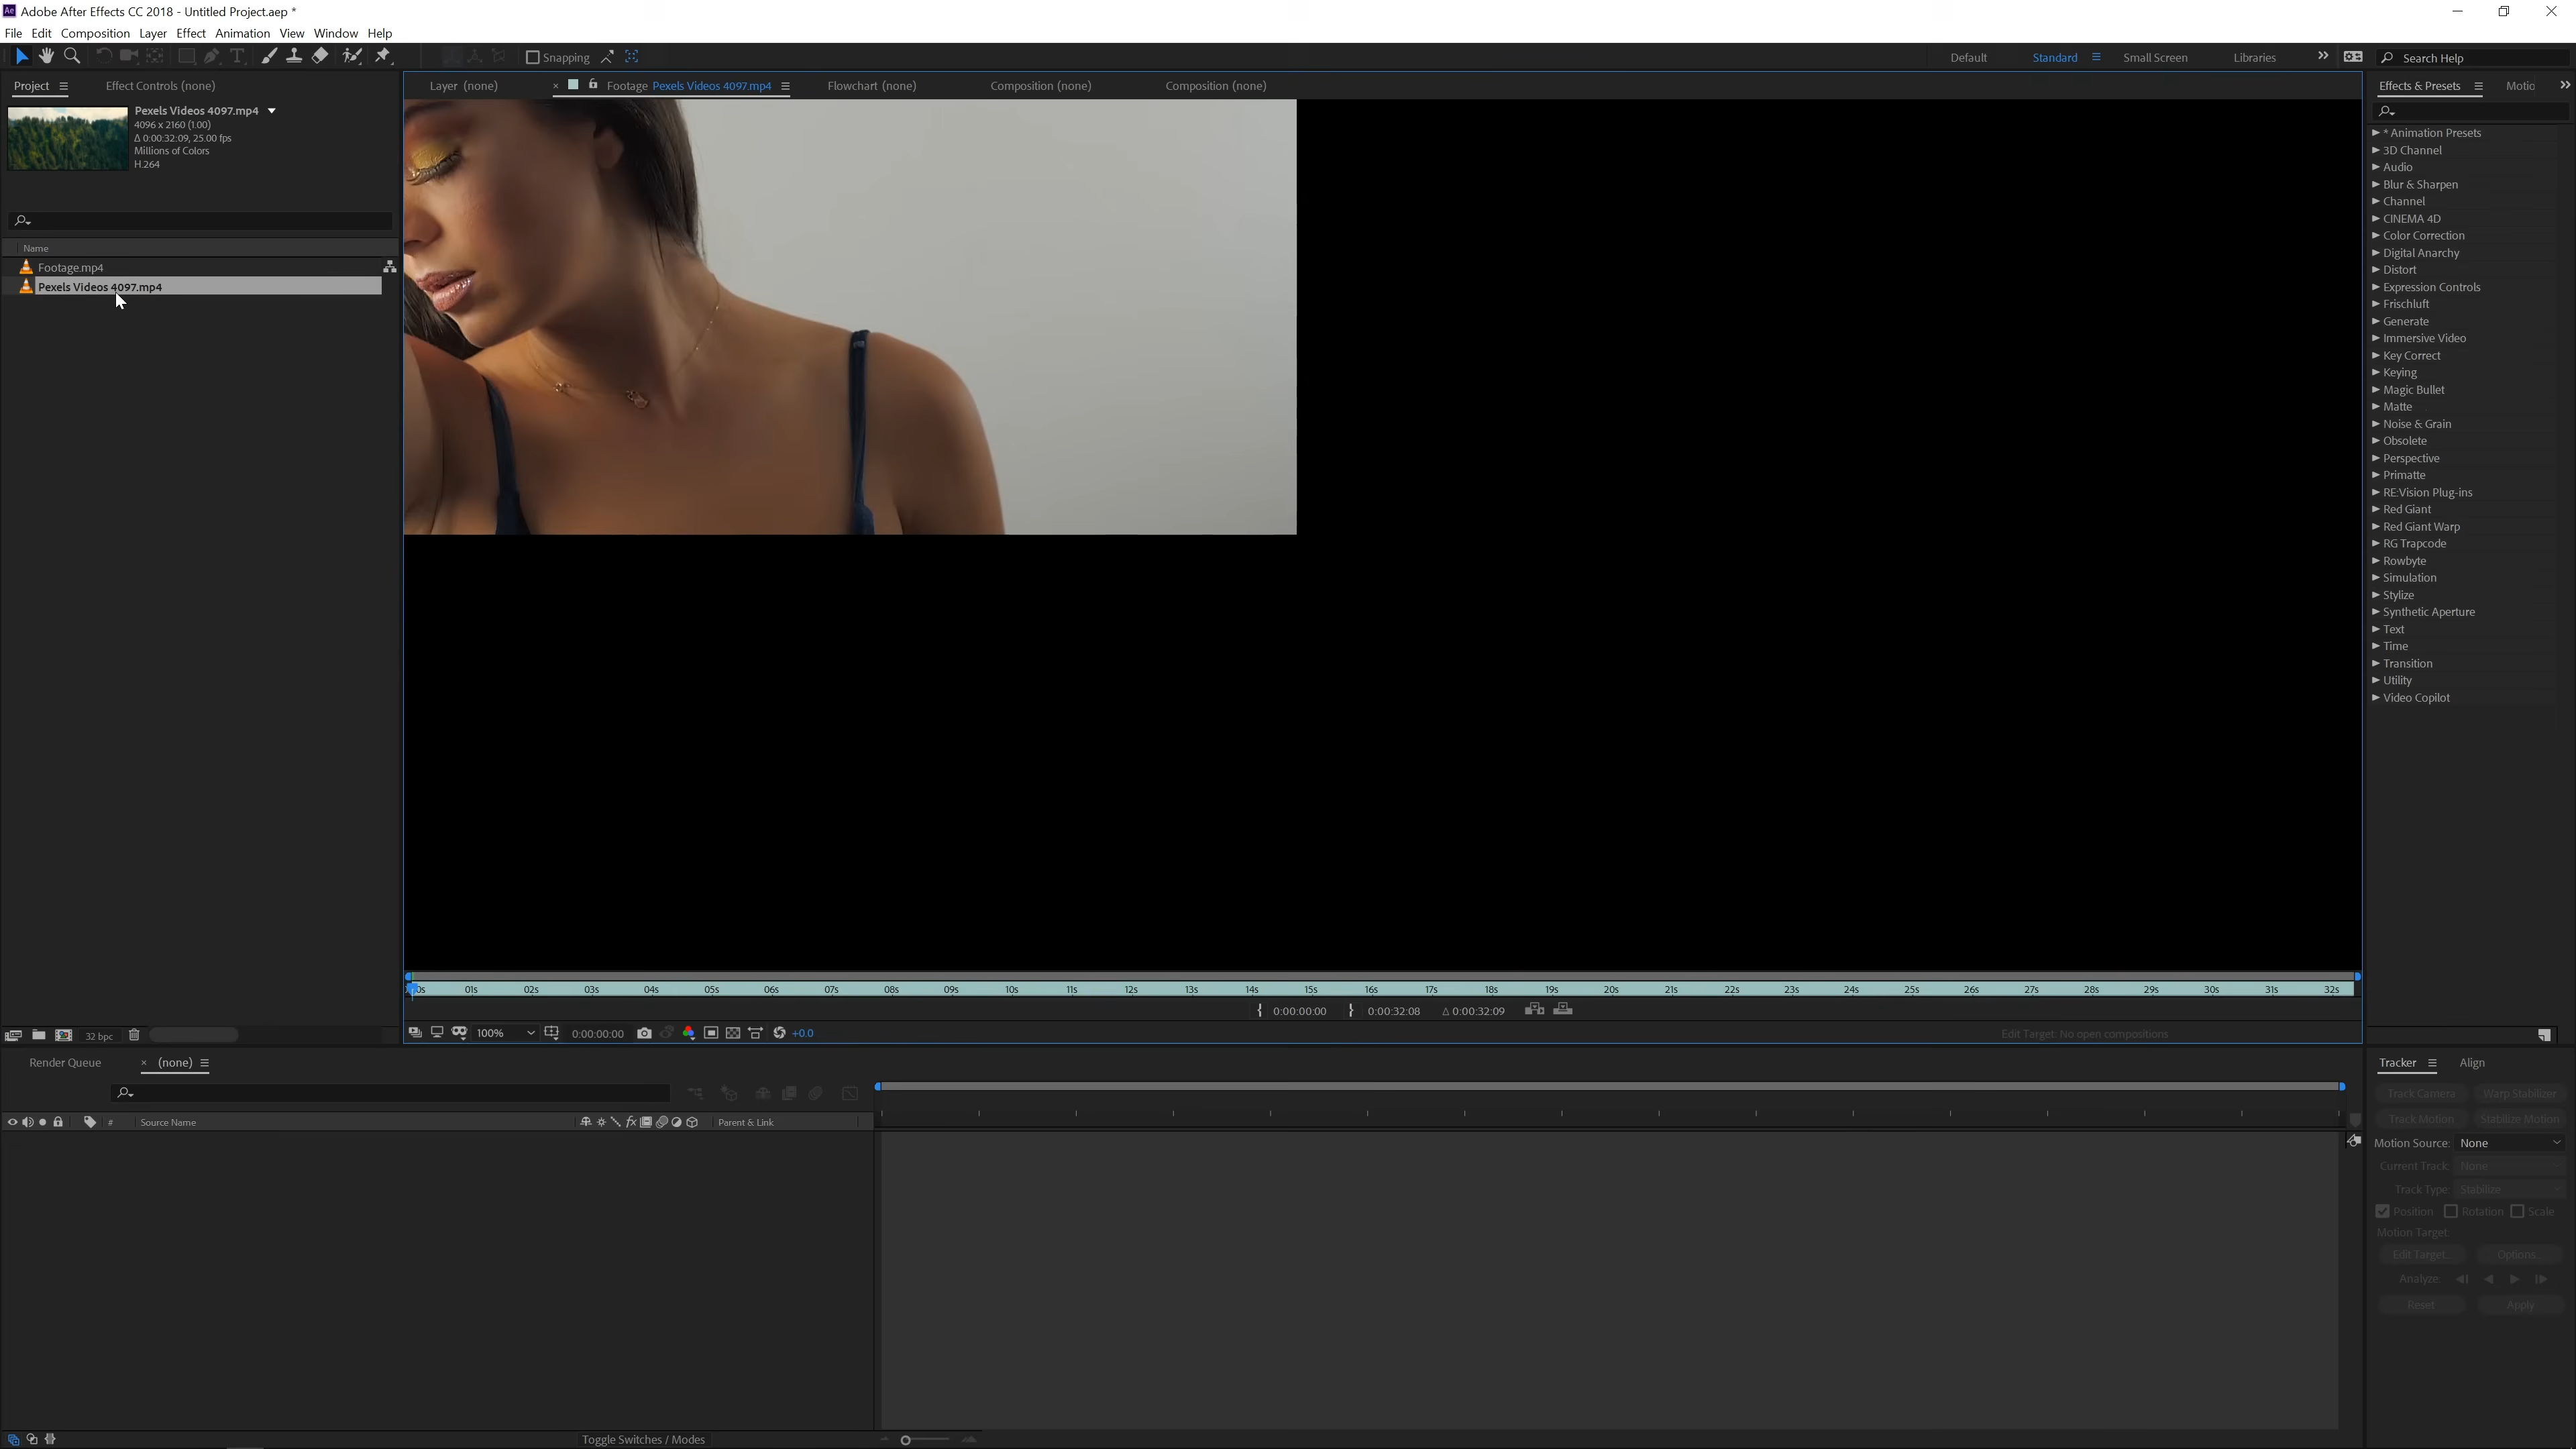 Adobe After Effects CC 2018 - Untitled Project.aep *
File Edit Composition Layer Effect Animation View Window Help
Snapping
Default Standard Small Screen Libraries Search Help
Project Effect Controls (none)
Pexels Videos 4097.mp4
4096 x 2160 (1.00)
Δ 0:00:32:09, 25.00 fps
Millions of Colors
H.264
Name
Footage.mp4
Pexels Videos 4097.mp4
32 bpc
Layer (none) Footage Pexels Videos 4097.mp4 Flowchart (none) Composition (none) Composition (none)
01s 02s 03s 04s 05s 06s 07s 08s 09s 10s 11s 12s 13s 14s 15s 16s 17s 18s 19s 20s 21s 22s 23s 24s 25s 26s 27s 28s 29s 30s 31s 32s
0:00:00:00 0:00:32:08 Δ 0:00:32:09
100% 0:00:00:00 +0.0 Edit Target: No open compositions
Effects & Presets Motio
* Animation Presets
3D Channel
Audio
Blur & Sharpen
Channel
CINEMA 4D
Color Correction
Digital Anarchy
Distort
Expression Controls
Frischluft
Generate
Immersive Video
Key Correct
Keying
Magic Bullet
Matte
Noise & Grain
Obsolete
Perspective
Primatte
RE:Vision Plug-ins
Red Giant
Red Giant Warp
RG Trapcode
Rowbyte
Simulation
Stylize
Synthetic Aperture
Text
Time
Transition
Utility
Video Copilot
Render Queue (none)
# Source Name fx Parent & Link
Toggle Switches / Modes
Tracker Align
Track Camera Warp Stabilizer
Track Motion Stabilize Motion
Motion Source: None
Current Track: None
Track Type: Stabilize
Position Rotation Scale
Motion Target:
Edit Target... Options...
Analyze:
Reset Apply